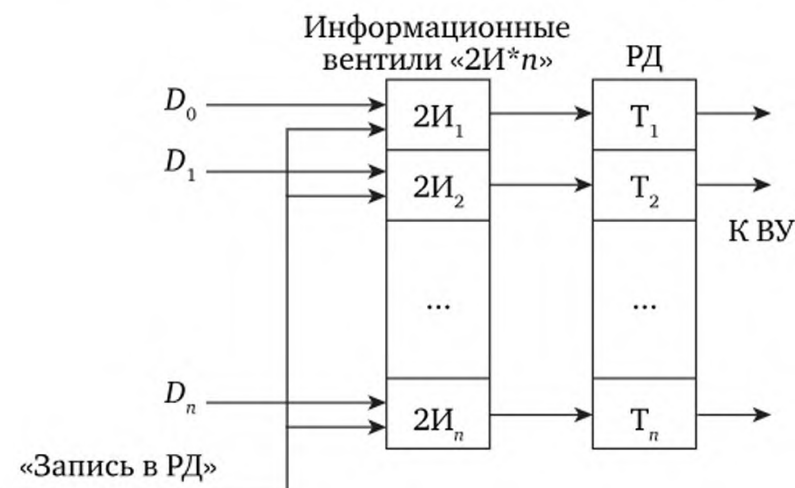 Информационные
вентили «2И*n»
РД
D₀
2И₁
T₁
D₁
2И₂
T₂
К ВУ
...
...
Dₙ
2Иₙ
Tₙ
«Запись в РД»